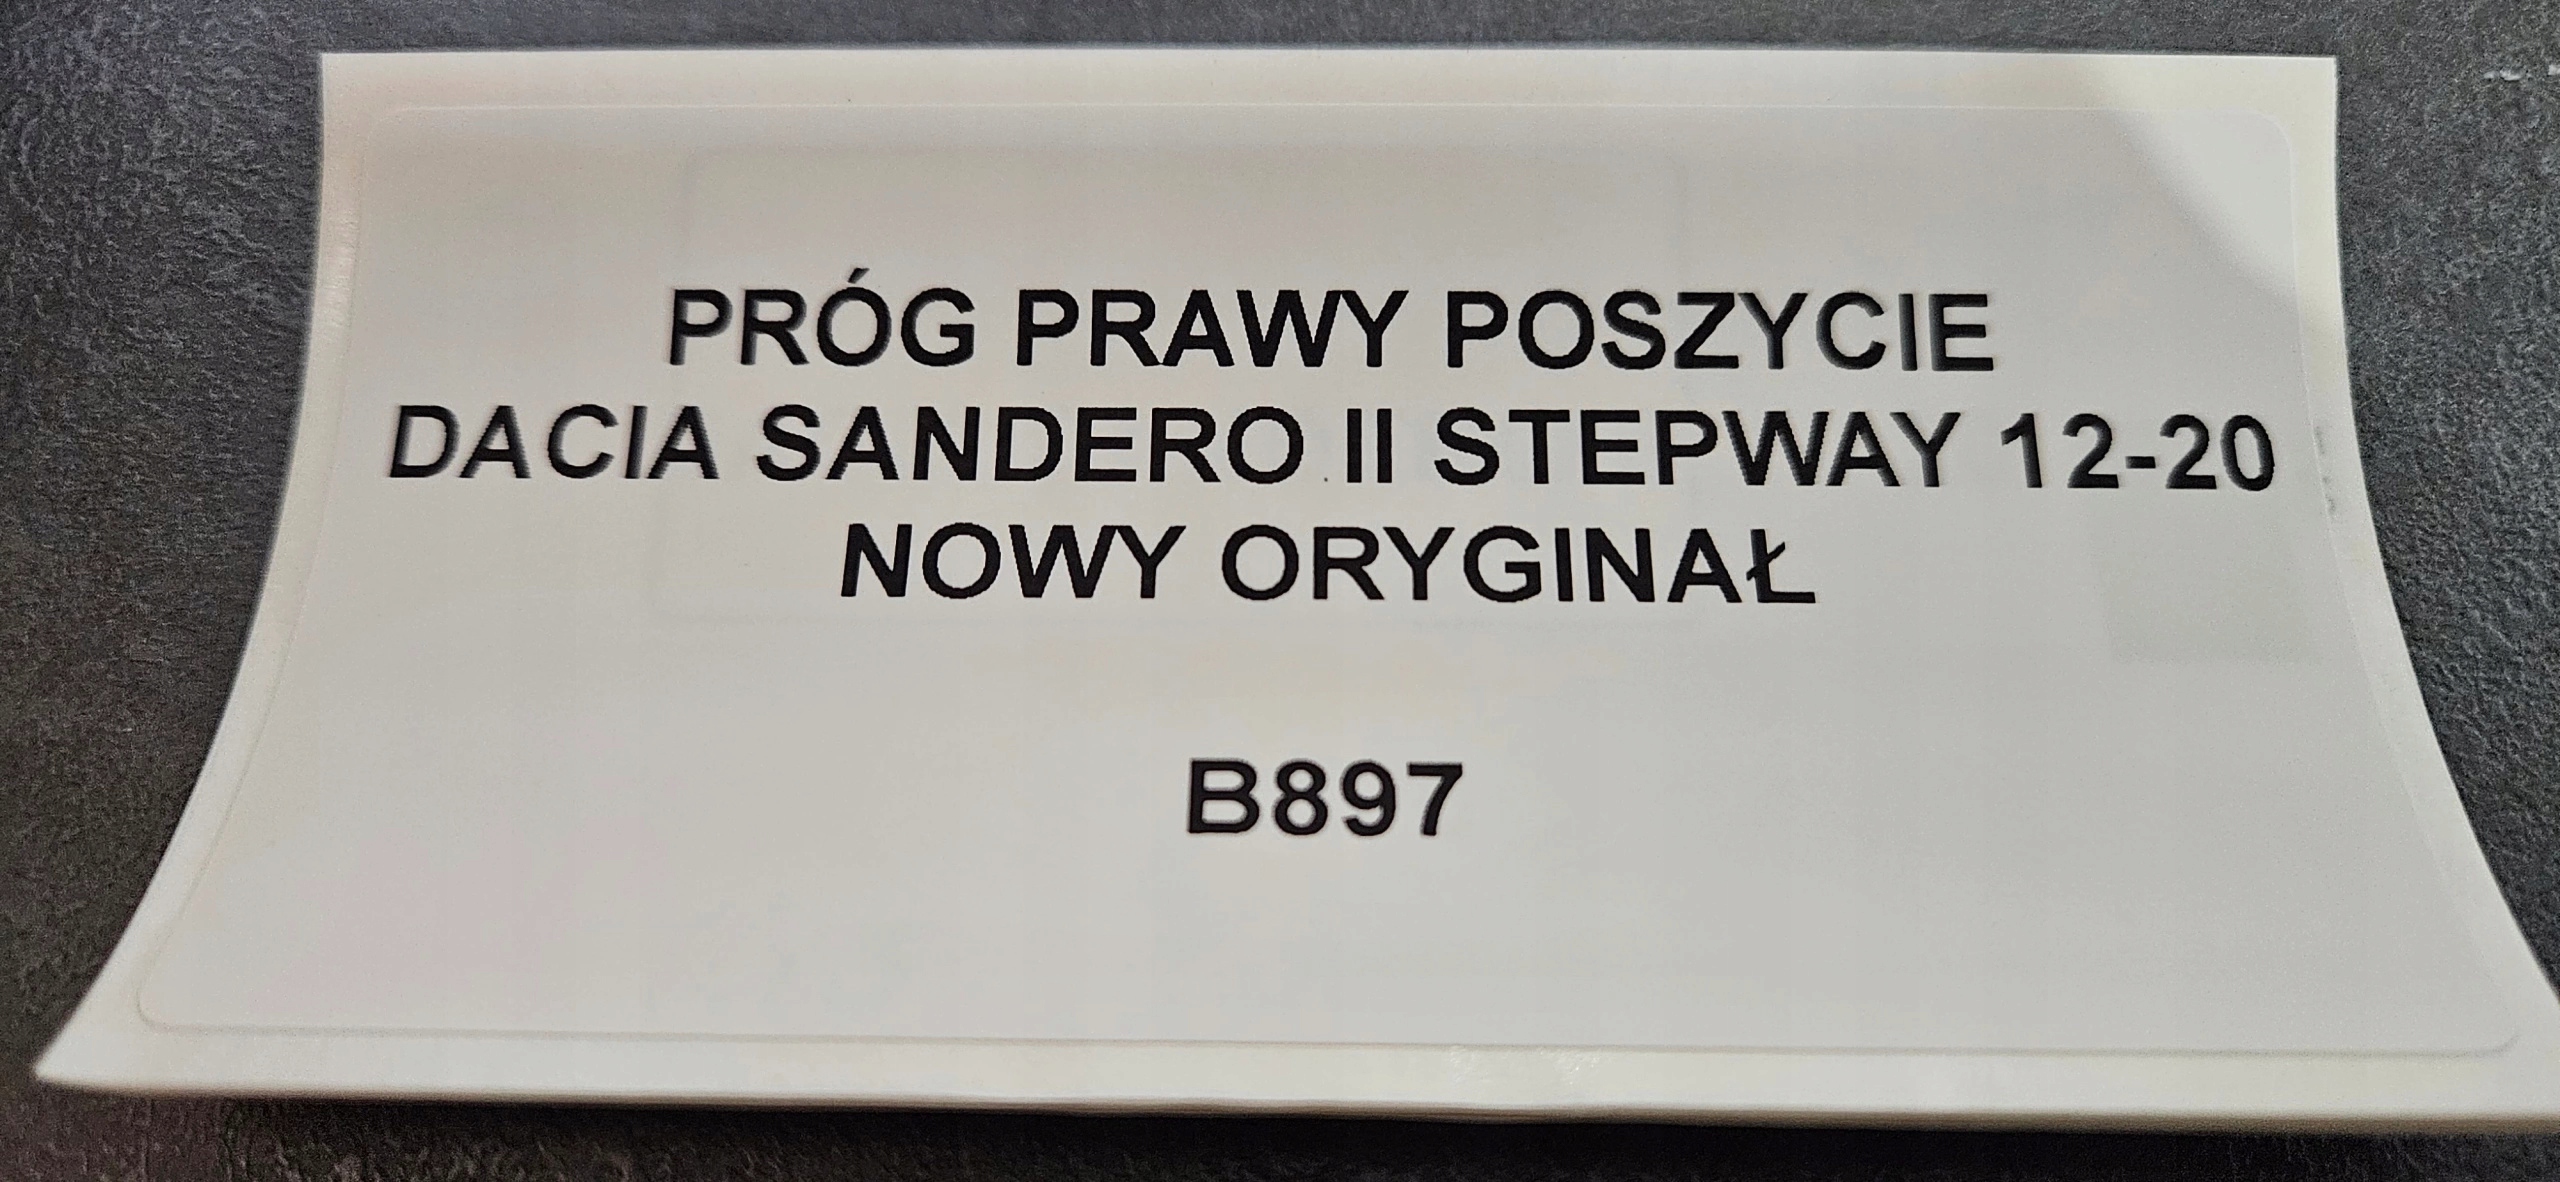 PRÓG PRAWY POSZYCIE
DACIA SANDERO II STEPWAY 12-20
NOWY ORYGINAŁ
B897